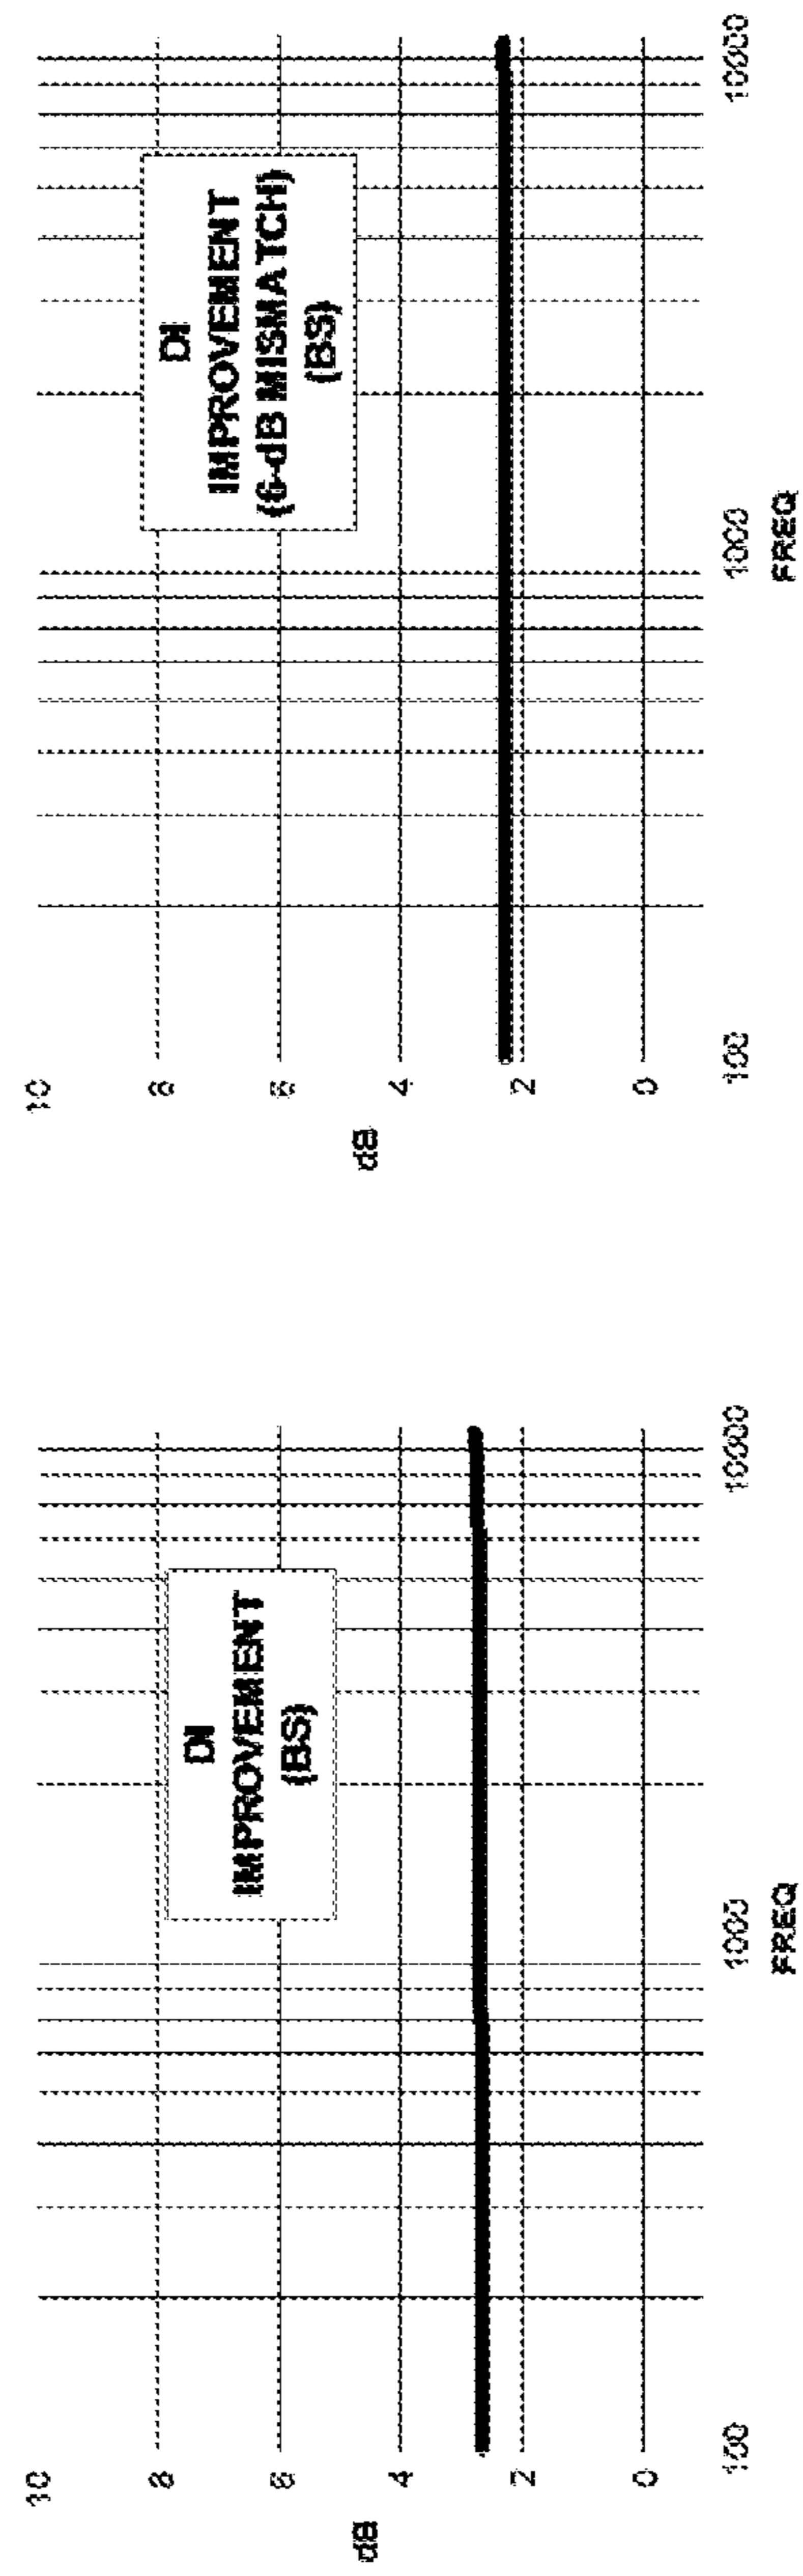 10
8
6
4
2
0
dB
DI
IMPROVEMENT
(BS)
100
1000
10000
FREQ
10
8
6
4
2
0
dB
DI
IMPROVEMENT
(6-dB MISMATCH)
(BS)
100
1000
10000
FREQ